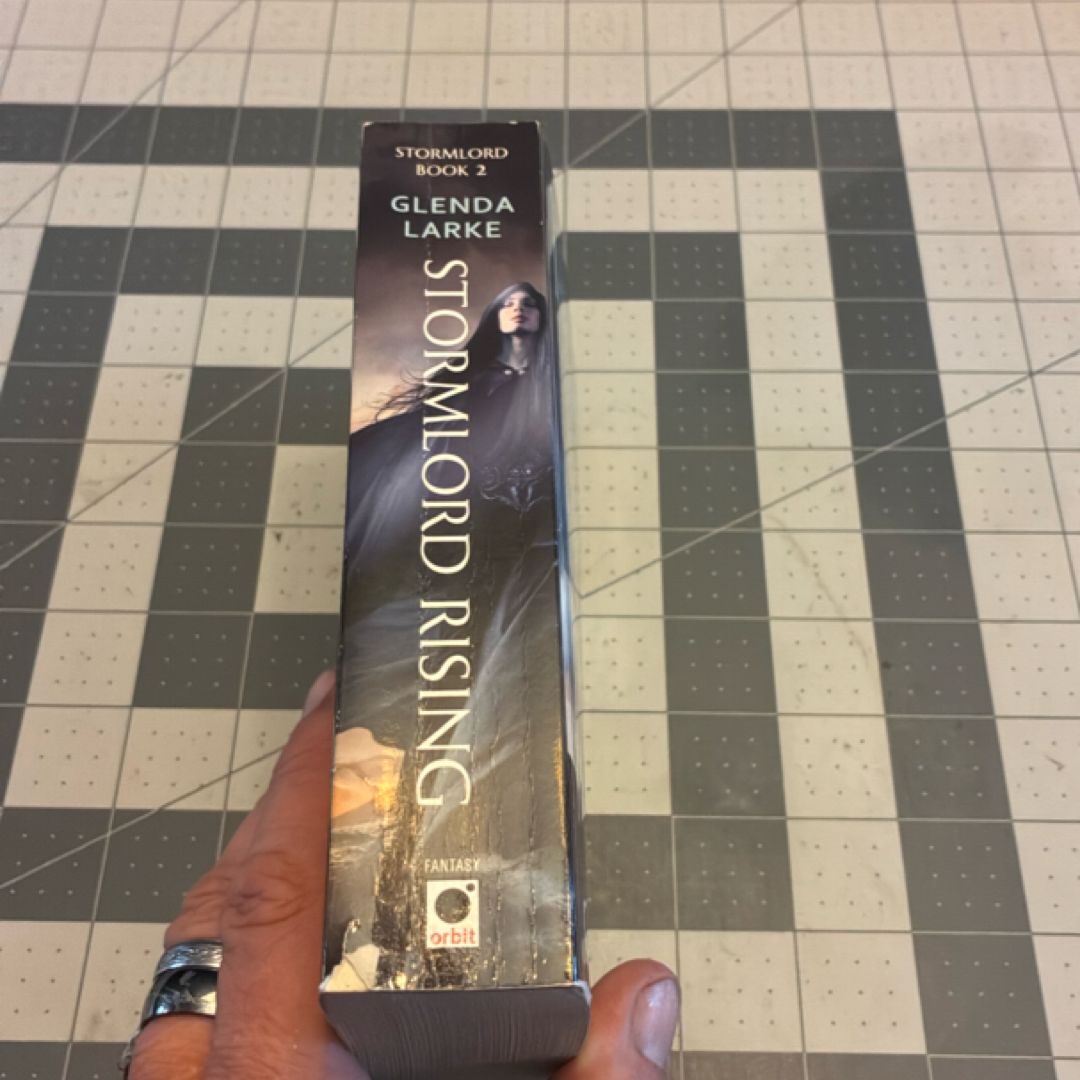 STORMLORD
BOOK 2
GLENDA
LARKE
STORMLORD RISING
FANTASY
orbit